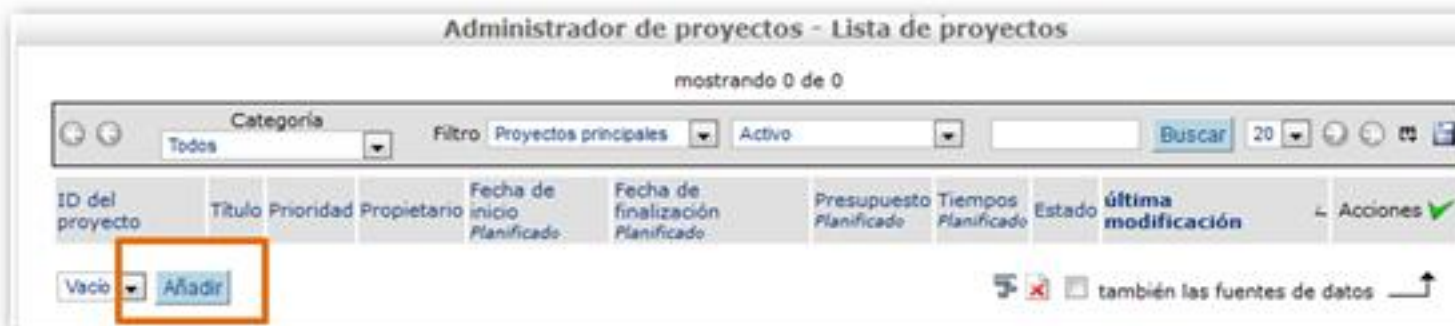 Administrador de proyectos - Lista de proyectos
mostrando 0 de 0
Categoría
Todos
Filtro Proyectos principales Activo Buscar 20
ID del proyecto Título Prioridad Propietario Fecha de inicio Planificado Fecha de finalización Planificado Presupuesto Planificado Tiempos Planificado Estado última modificación Acciones
Vacío Añadir también las fuentes de datos